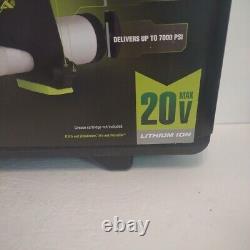 DELIVERS UP TO 7000 PSI
20V MAX
LITHIUM ION
Grease cartridge not included.